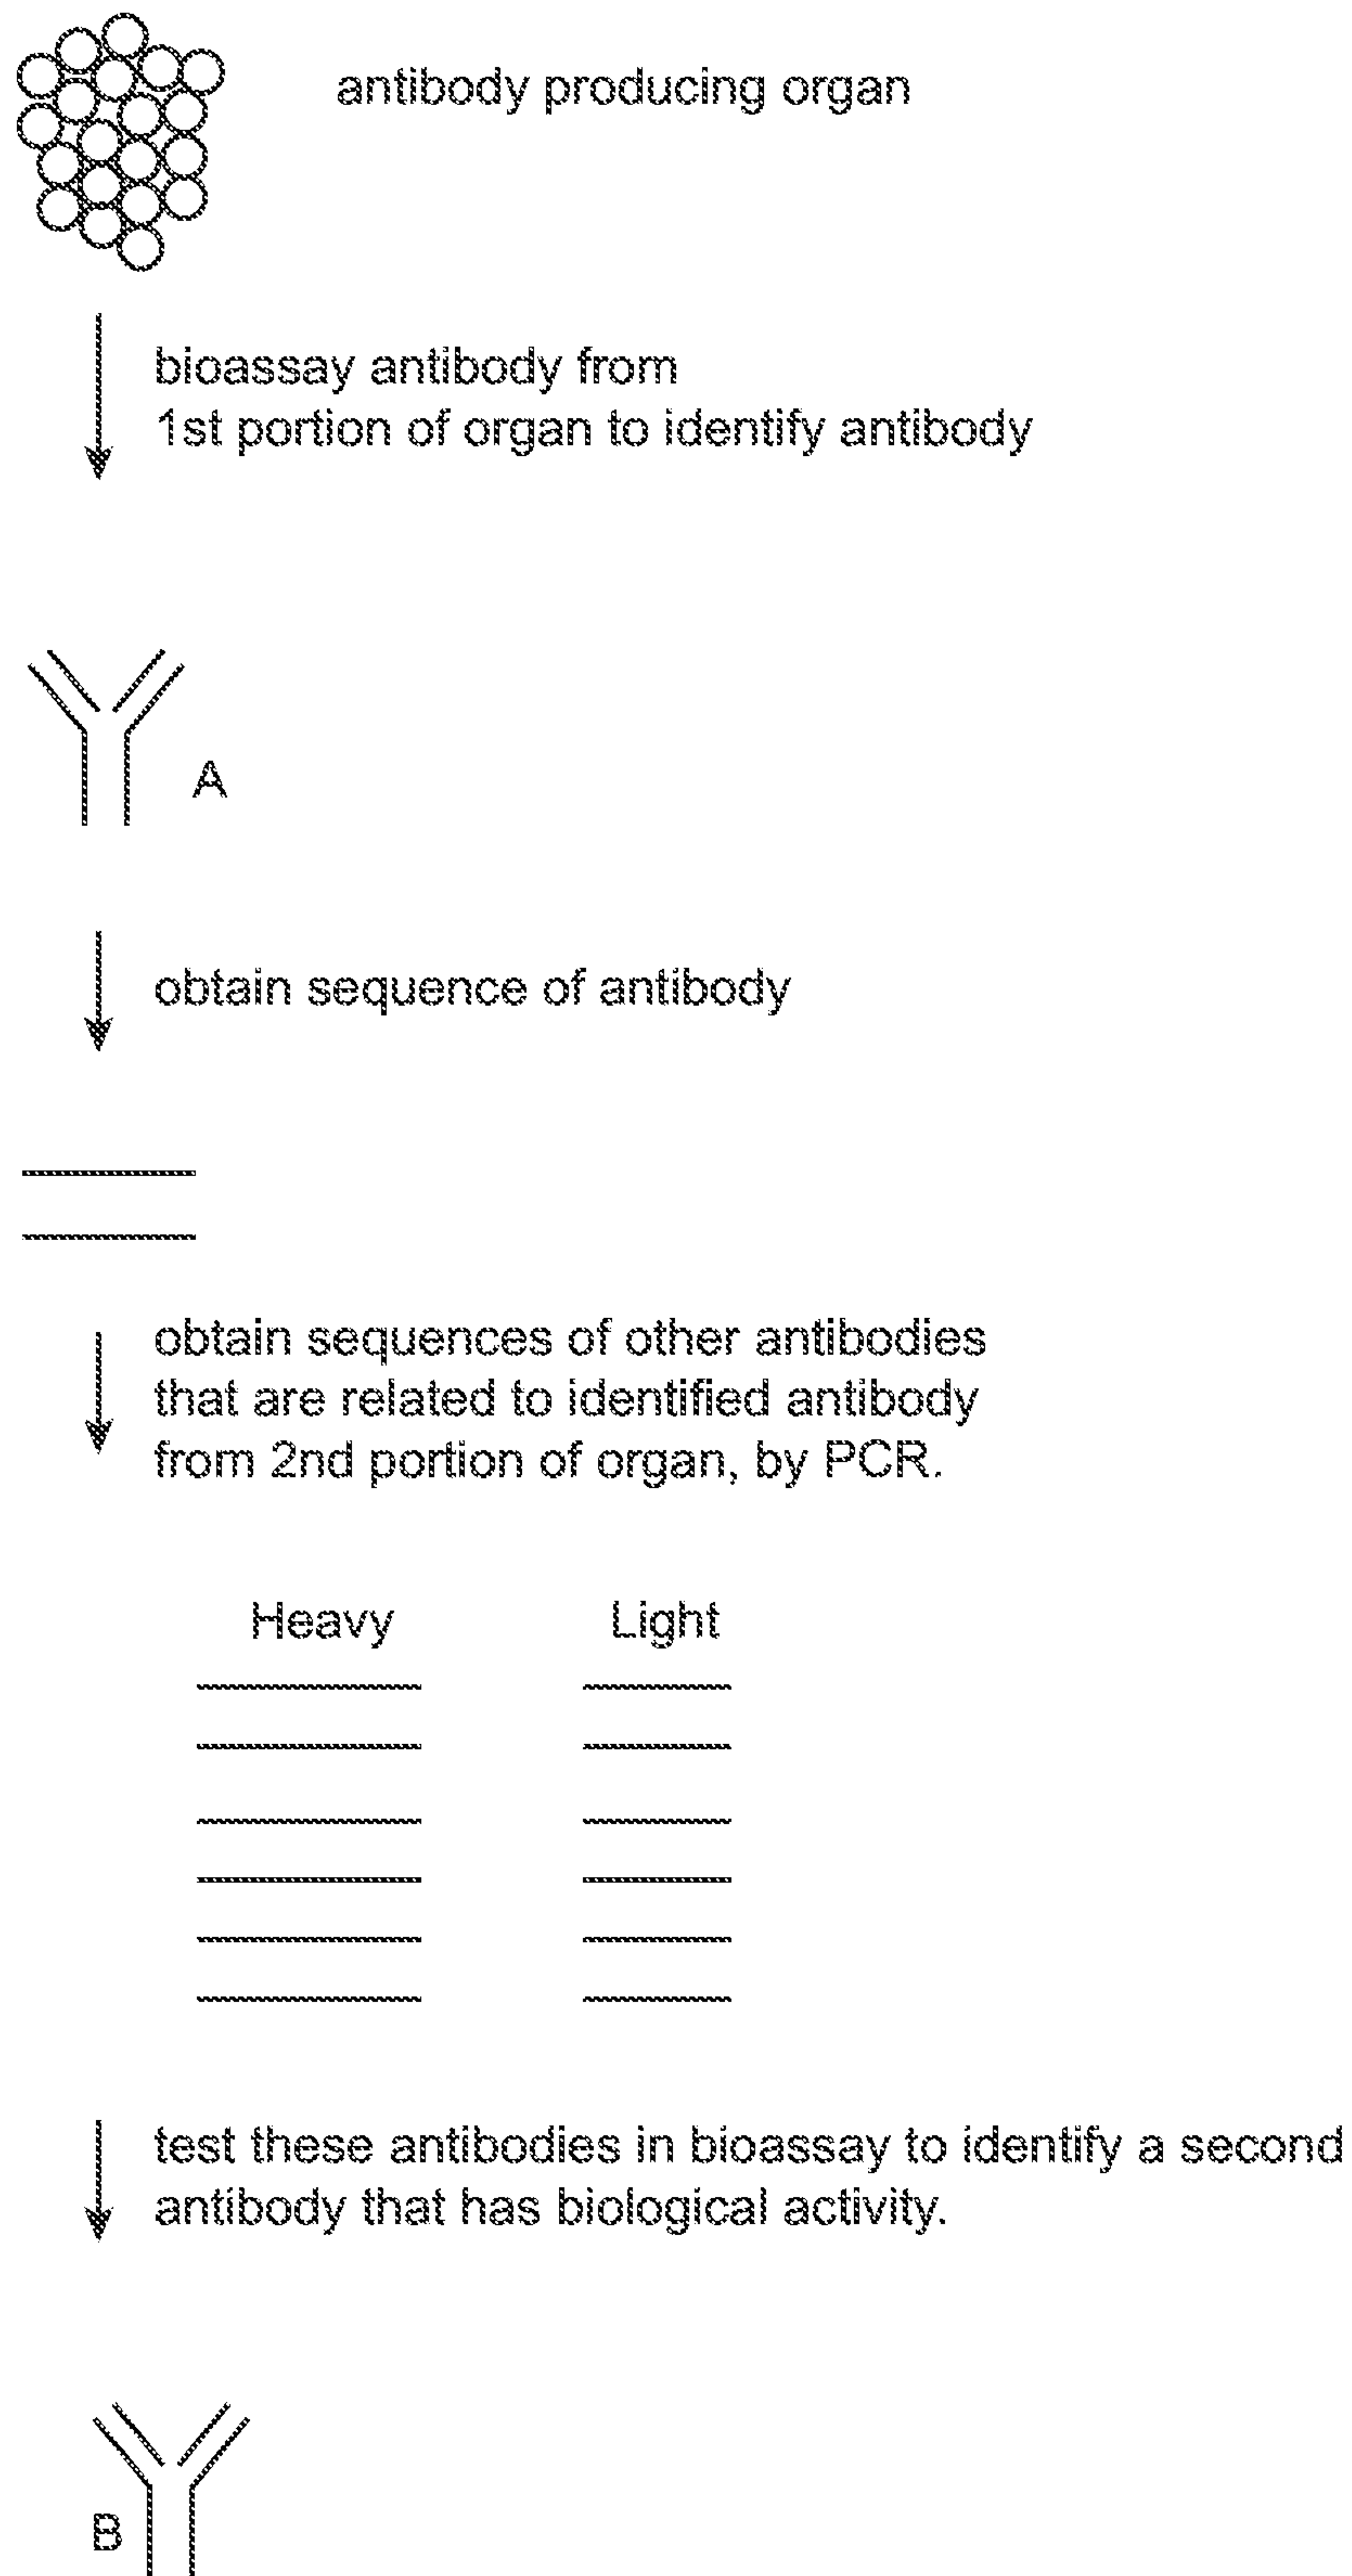 antibody producing organ
bioassay antibody from
1st portion of organ to identify antibody
A
obtain sequence of antibody
obtain sequences of other antibodies
that are related to identified antibody
from 2nd portion of organ, by PCR.
Heavy Light
test these antibodies in bioassay to identify a second
antibody that has biological activity.
B